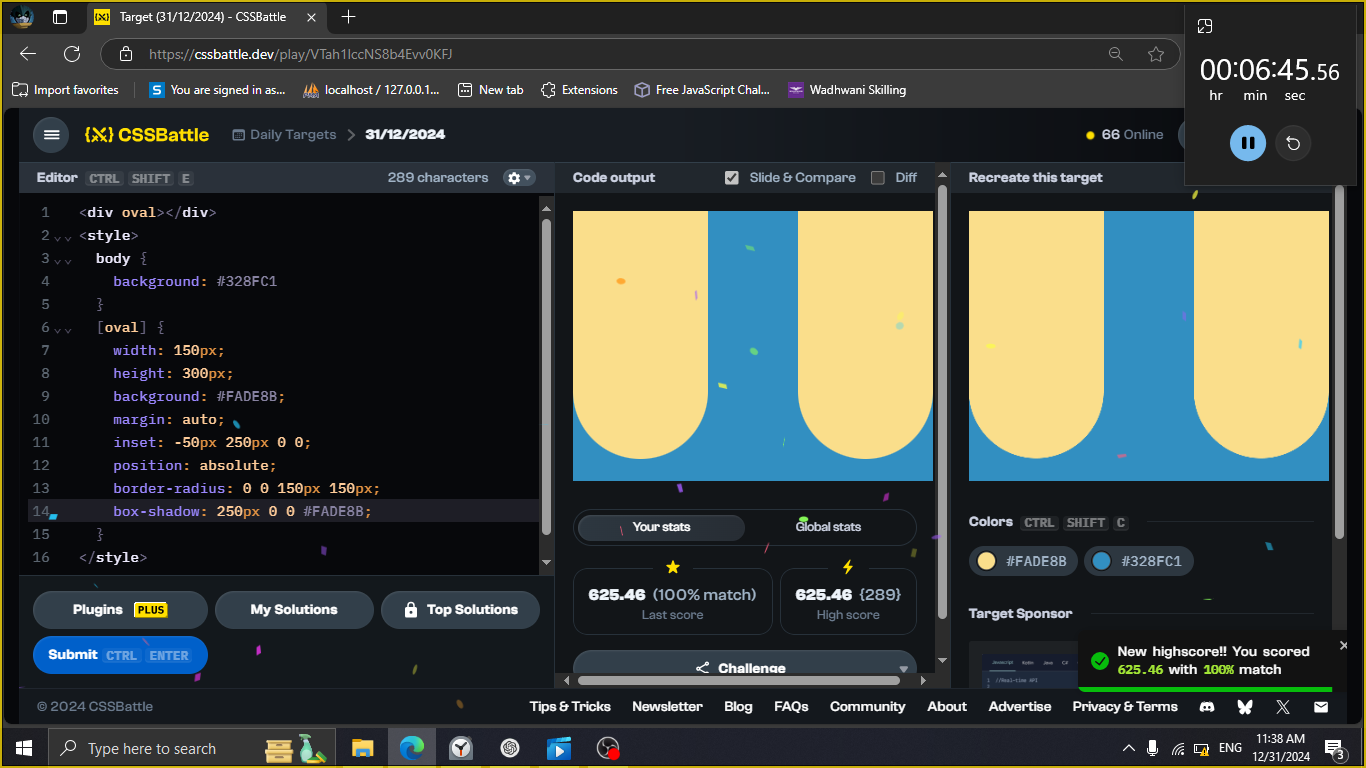 Target (31/12/2024) - CSSBattle
https://cssbattle.dev/play/VTah1IccNS8b4Evv0KFJ
Import favorites
You are signed in as...
localhost / 127.0.0.1...
New tab
Extensions
Free JavaScript Chal...
Wadhwani Skilling
00:06:45.56
hr min sec
{X} CSSBattle
Daily Targets > 31/12/2024
66 Online
Editor CTRL SHIFT E
289 characters
Code output
Slide & Compare
Diff
Recreate this target
1 <div oval></div>
2 <style>
3 body {
4 background: #328FC1
5 }
6 [oval] {
7 width: 150px;
8 height: 300px;
9 background: #FADE8B;
10 margin: auto;
11 inset: -50px 250px 0 0;
12 position: absolute;
13 border-radius: 0 0 150px 150px;
14 box-shadow: 250px 0 0 #FADE8B;
15 }
16 </style>
Your stats
Global stats
625.46 (100% match)
Last score
625.46 {289}
High score
Challenge
Colors CTRL SHIFT C
#FADE8B
#328FC1
Target Sponsor
Javascript Kotlin Java C#
1 //Real-time API
2
Plugins PLUS
My Solutions
Top Solutions
Submit CTRL ENTER
New highscore!! You scored
625.46 with 100% match
© 2024 CSSBattle
Tips & Tricks
Newsletter
Blog
FAQs
Community
About
Advertise
Privacy & Terms
Type here to search
ENG
11:38 AM
12/31/2024
3